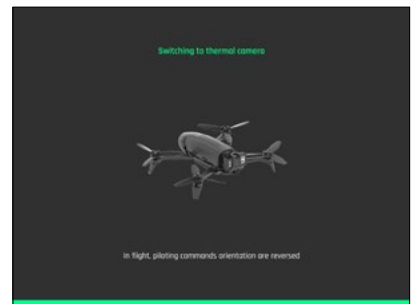 Switching to thermal camera
In flight, piloting commands orientation are reversed